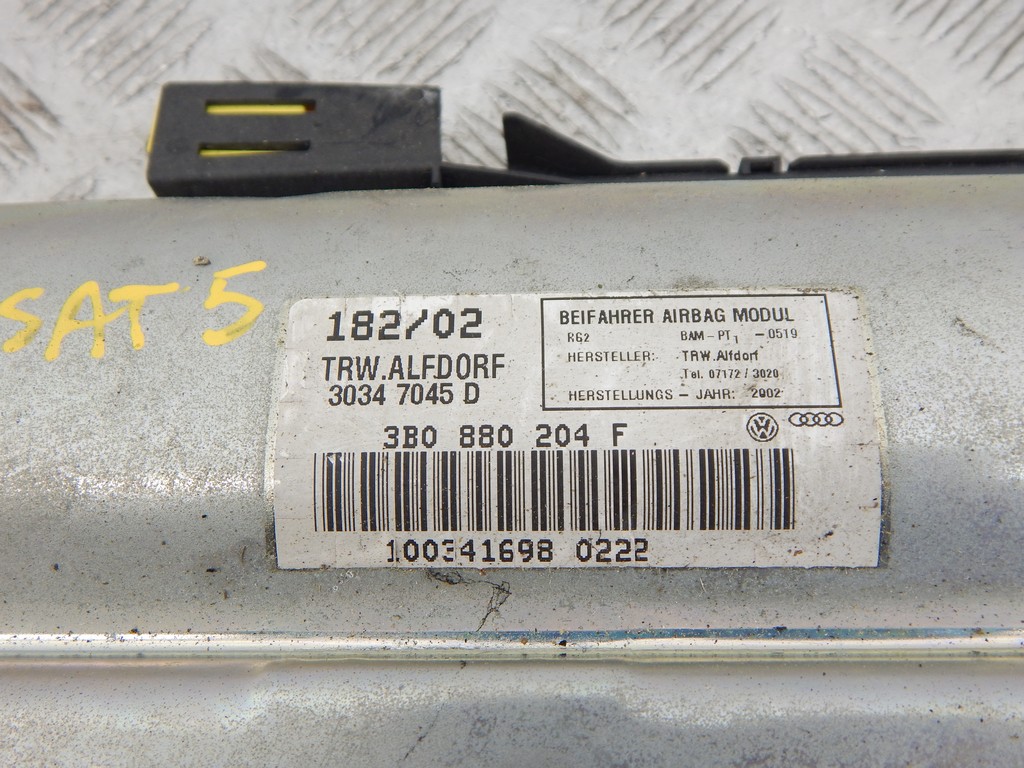 SAT 5
182/02
TRW.ALFDORF
3034 7045 D
BEIFAHRER AIRBAG MODUL
RG2 BAM-PT1-0519
HERSTELLER: TRW.Alfdorf
Tel. 07172 / 3020
HERSTELLUNGS - JAHR: 2002
3B0 880 204 F
100341698 0222